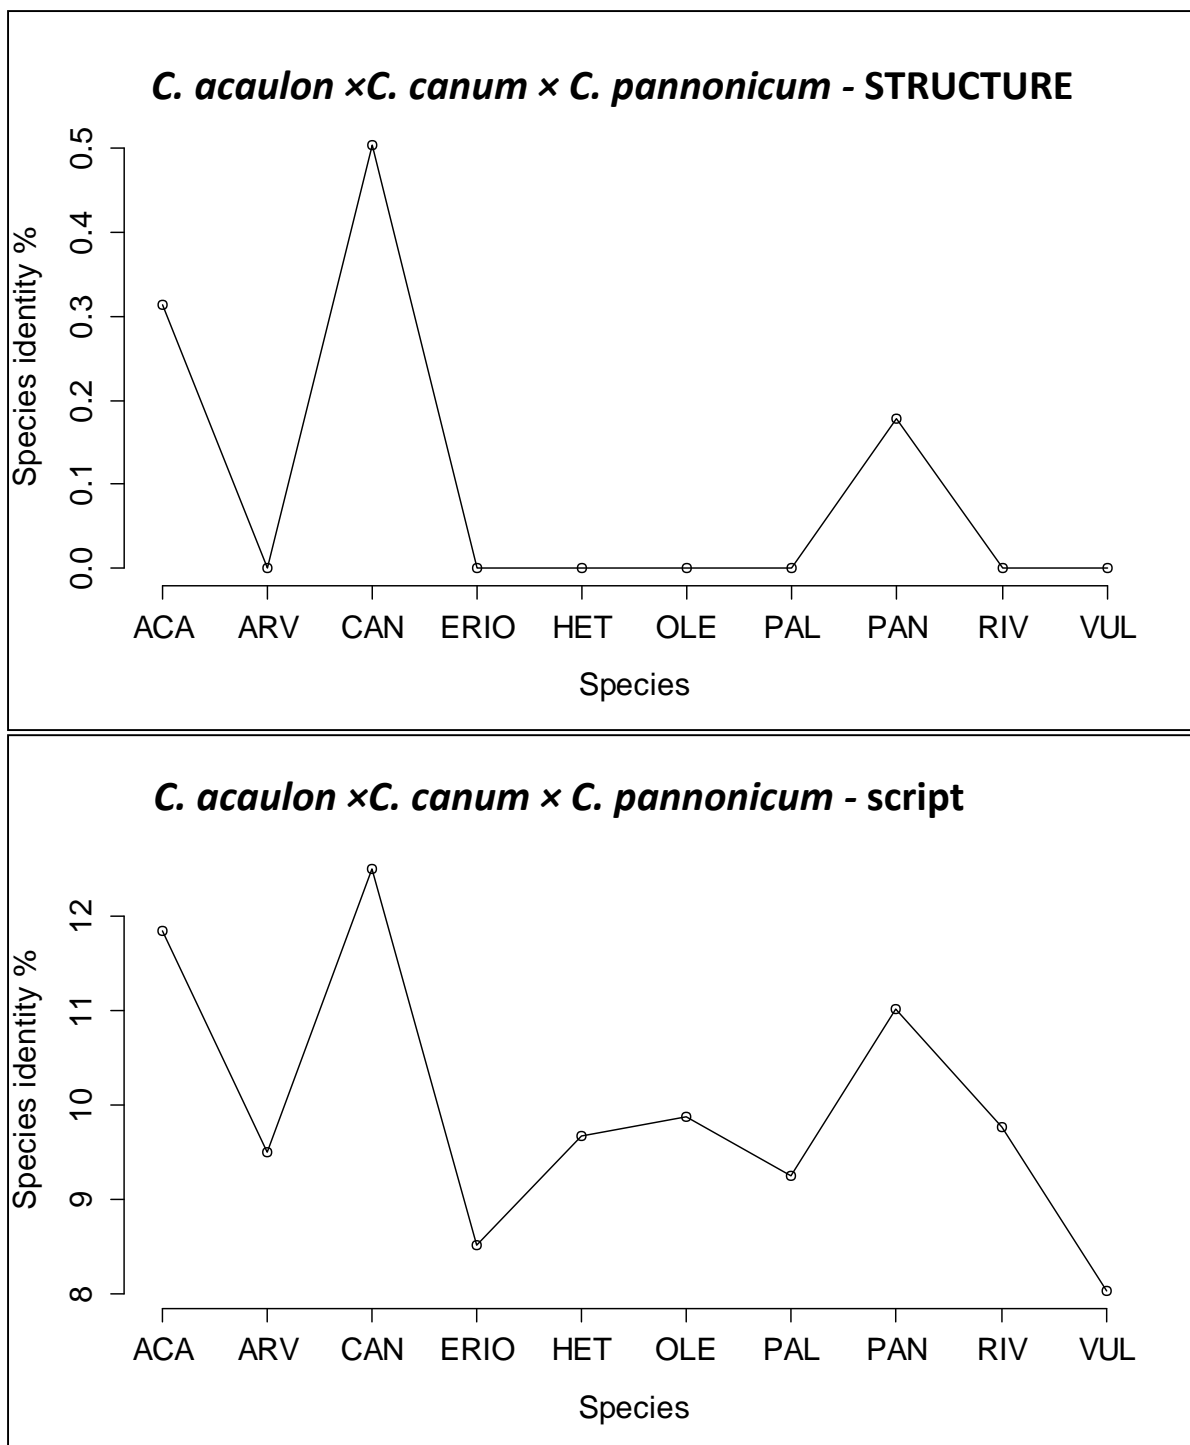 C. acaulon ×C. canum × C. pannonicum - STRUCTURE
Species identity %
0.5
0.4
0.3
0.2
0.1
0.0
ACA ARV CAN ERIO HET OLE PAL PAN RIV VUL
Species
C. acaulon ×C. canum × C. pannonicum - script
Species identity %
12
11
10
9
8
ACA ARV CAN ERIO HET OLE PAL PAN RIV VUL
Species